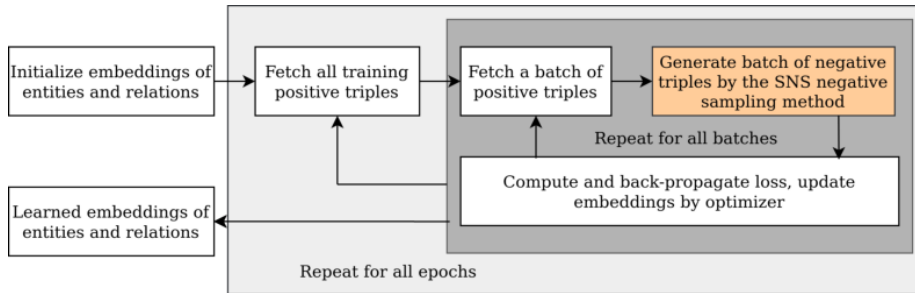 Initialize embeddings of
entities and relations
Fetch all training
positive triples
Fetch a batch of
positive triples
Generate batch of negative
triples by the SNS negative
sampling method
Repeat for all batches
Compute and back-propagate loss, update
embeddings by optimizer
Learned embeddings of
entities and relations
Repeat for all epochs